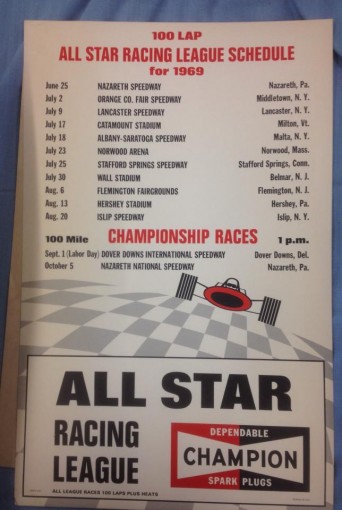 100 LAP
ALL STAR RACING LEAGUE SCHEDULE
for 1969
June 25 NAZARETH SPEEDWAY Nazareth, Pa.
July 2 ORANGE CO. FAIR SPEEDWAY Middletown, N. Y.
July 9 LANCASTER SPEEDWAY Lancaster, N. Y.
July 17 CATAMOUNT STADIUM Milton, Vt.
July 18 ALBANY-SARATOGA SPEEDWAY Malta, N. Y.
July 23 NORWOOD ARENA Norwood, Mass.
July 25 STAFFORD SPRINGS SPEEDWAY Stafford Springs, Conn.
July 30 WALL STADIUM Belmar, N. J.
Aug. 6 FLEMINGTON FAIRGROUNDS Flemington, N. J.
Aug. 13 HERSHEY STADIUM Hershey, Pa.
Aug. 20 ISLIP SPEEDWAY Islip, N. Y.
100 Mile CHAMPIONSHIP RACES 1 p.m.
Sept. 1 (Labor Day) DOVER DOWNS INTERNATIONAL SPEEDWAY Dover Downs, Del.
October 5 NAZARETH NATIONAL SPEEDWAY Nazareth, Pa.
ALL STAR
RACING
LEAGUE
DEPENDABLE
CHAMPION
SPARK PLUGS
ALL LEAGUE RACES 100 LAPS PLUS HEATS